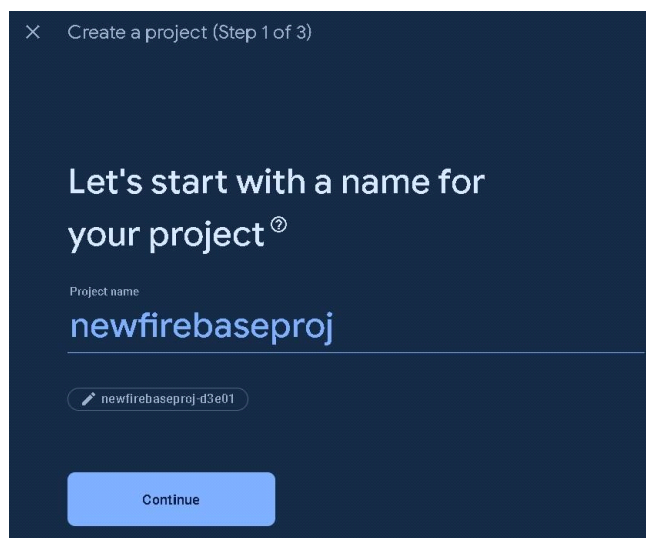 Create a project (Step 1 of 3)
Let's start with a name for
your project
Project name
newfirebaseproj
newfirebaseproj-d3e01
Continue